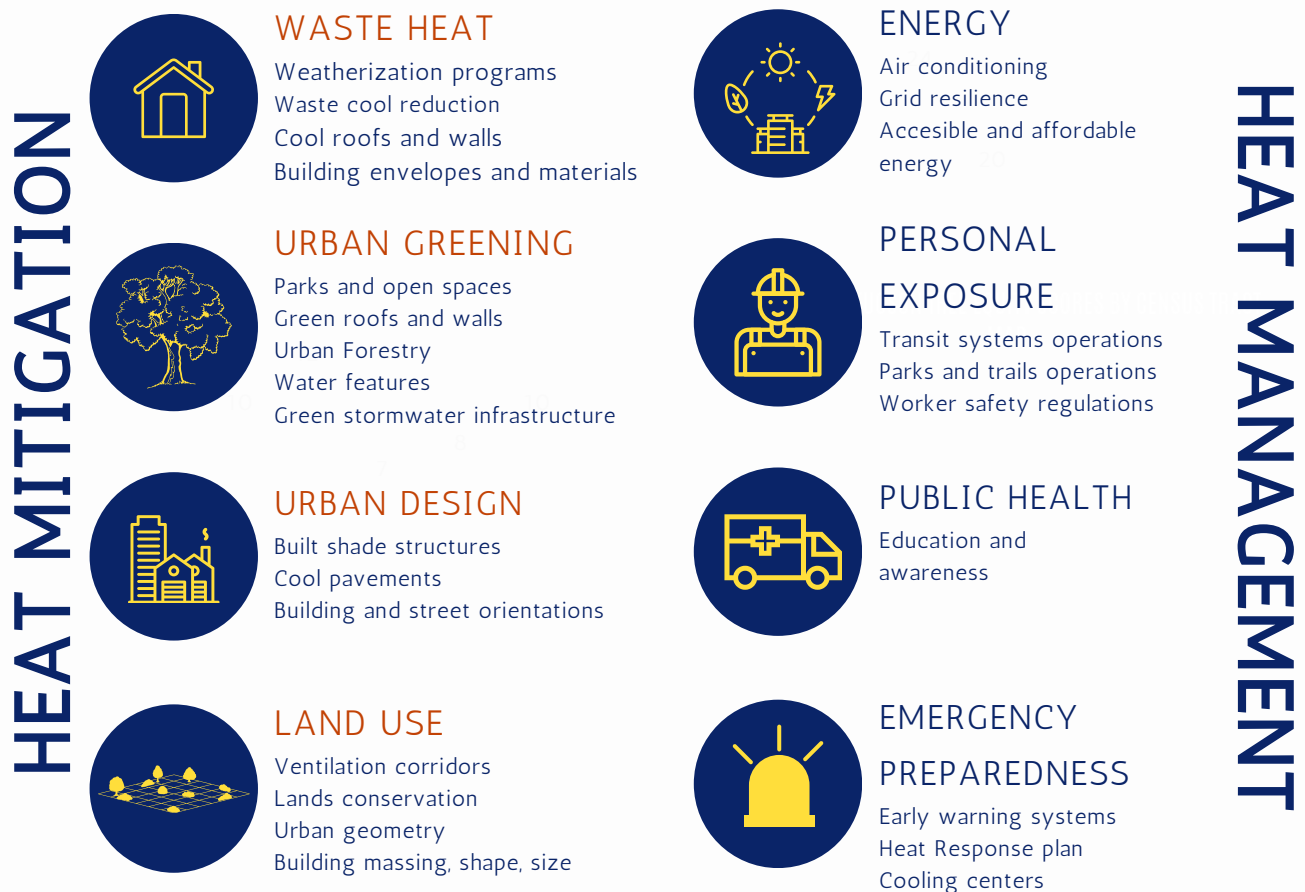 HEAT MITIGATION
WASTE HEAT
Weatherization programs
Waste cool reduction
Cool roofs and walls
Building envelopes and materials
URBAN GREENING
Parks and open spaces
Green roofs and walls
Urban Forestry
Water features
Green stormwater infrastructure
URBAN DESIGN
Built shade structures
Cool pavements
Building and street orientations
LAND USE
Ventilation corridors
Lands conservation
Urban geometry
Building massing, shape, size
ENERGY
Air conditioning
Grid resilience
Accesible and affordable
energy
PERSONAL
EXPOSURE
Transit systems operations
Parks and trails operations
Worker safety regulations
PUBLIC HEALTH
Education and
awareness
EMERGENCY
PREPAREDNESS
Early warning systems
Heat Response plan
Cooling centers
HEAT MANAGEMENT